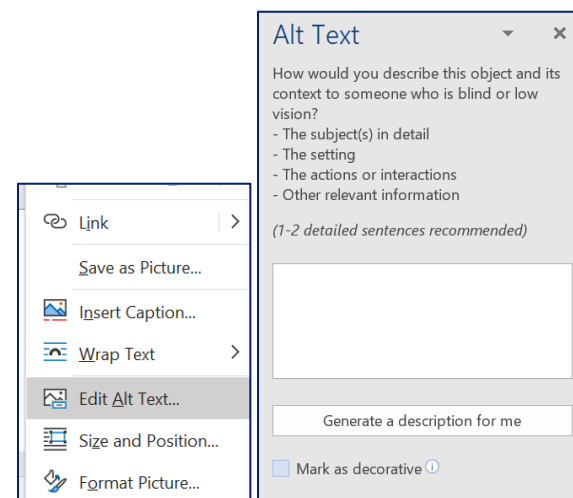 Link
Save as Picture...
Insert Caption...
Wrap Text
Edit Alt Text...
Size and Position...
Format Picture...
Alt Text
How would you describe this object and its
context to someone who is blind or low
vision?
- The subject(s) in detail
- The setting
- The actions or interactions
- Other relevant information
(1-2 detailed sentences recommended)
Generate a description for me
Mark as decorative